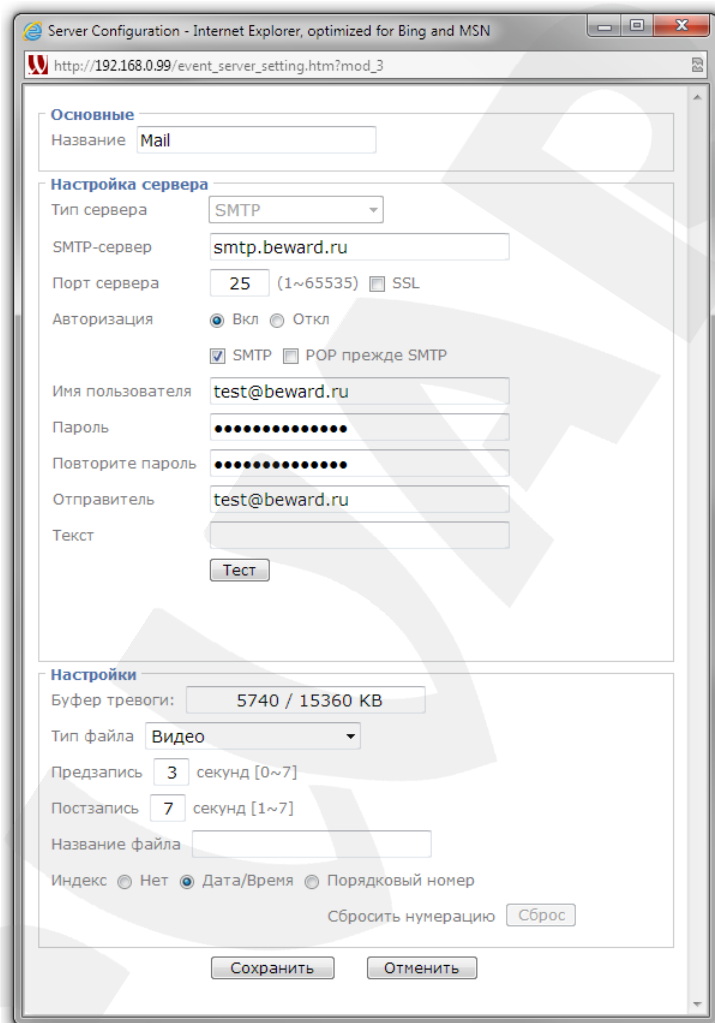 Server Configuration - Internet Explorer, optimized for Bing and MSN
http://192.168.0.99/event_server_setting.htm?mod_3
Основные
Название Mail
Настройка сервера
Тип сервера SMTP
SMTP-сервер smtp.beward.ru
Порт сервера 25 (1~65535) SSL
Авторизация Вкл Откл
SMTP POP прежде SMTP
Имя пользователя test@beward.ru
Пароль ••••••••••••••
Повторите пароль ••••••••••••••
Отправитель test@beward.ru
Текст
Тест
Настройки
Буфер тревоги: 5740 / 15360 KB
Тип файла Видео
Предзапись 3 секунд [0~7]
Постзапись 7 секунд [1~7]
Название файла
Индекс Нет Дата/Время Порядковый номер
Сбросить нумерацию Сброс
Сохранить Отменить